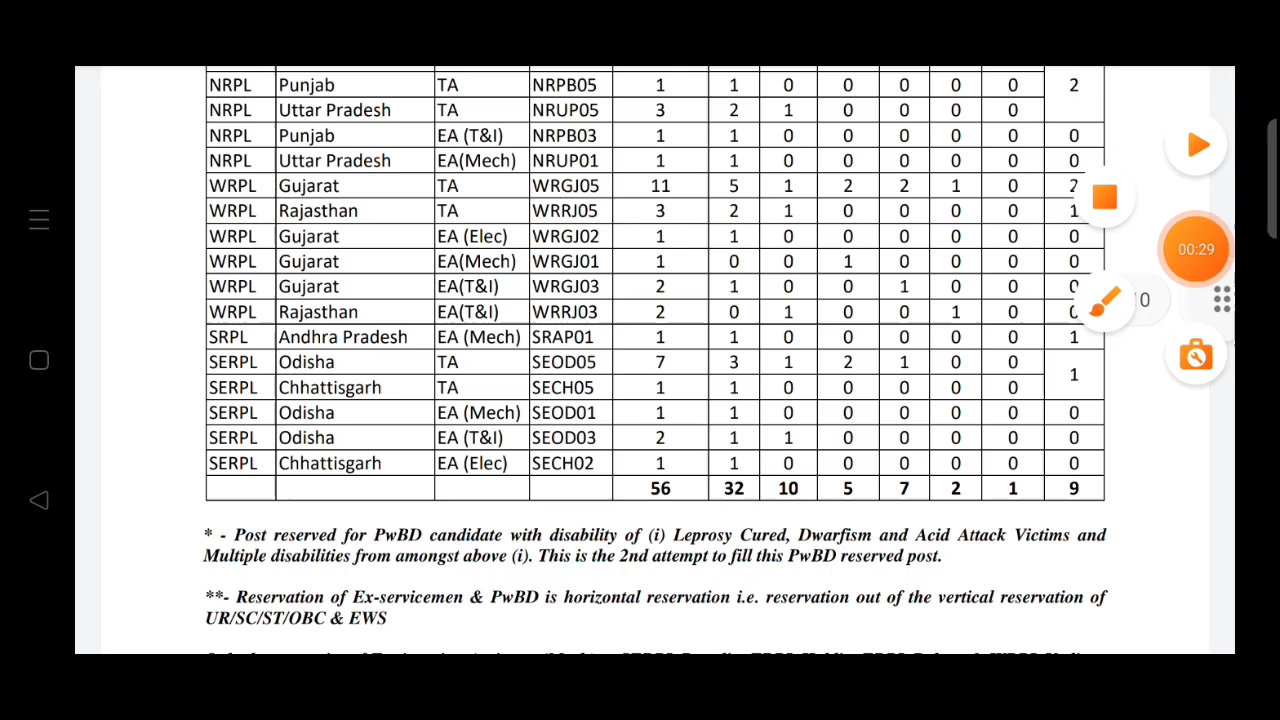 NRPL Punjab TA NRPB05 1 1 0 0 0 0 0 2
NRPL Uttar Pradesh TA NRUP05 3 2 1 0 0 0 0
NRPL Punjab EA (T&I) NRPB03 1 1 0 0 0 0 0 0
NRPL Uttar Pradesh EA(Mech) NRUP01 1 1 0 0 0 0 0 0
WRPL Gujarat TA WRGJ05 11 5 1 2 2 1 0 2
WRPL Rajasthan TA WRRJ05 3 2 1 0 0 0 0 1
WRPL Gujarat EA (Elec) WRGJ02 1 1 0 0 0 0 0 0
WRPL Gujarat EA(Mech) WRGJ01 1 0 0 1 0 0 0 0
WRPL Gujarat EA(T&I) WRGJ03 2 1 0 0 1 0 0 0
WRPL Rajasthan EA(T&I) WRRJ03 2 0 1 0 0 1 0 0
SRPL Andhra Pradesh EA (Mech) SRAP01 1 1 0 0 0 0 0 1
SERPL Odisha TA SEOD05 7 3 1 2 1 0 0 1
SERPL Chhattisgarh TA SECH05 1 1 0 0 0 0 0
SERPL Odisha EA (Mech) SEOD01 1 1 0 0 0 0 0 0
SERPL Odisha EA (T&I) SEOD03 2 1 1 0 0 0 0 0
SERPL Chhattisgarh EA (Elec) SECH02 1 1 0 0 0 0 0 0
56 32 10 5 7 2 1 9
* - Post reserved for PwBD candidate with disability of (i) Leprosy Cured, Dwarfism and Acid Attack Victims and
Multiple disabilities from amongst above (i). This is the 2nd attempt to fill this PwBD reserved post.
**- Reservation of Ex-servicemen & PwBD is horizontal reservation i.e. reservation out of the vertical reservation of
UR/SC/ST/OBC & EWS
00:29